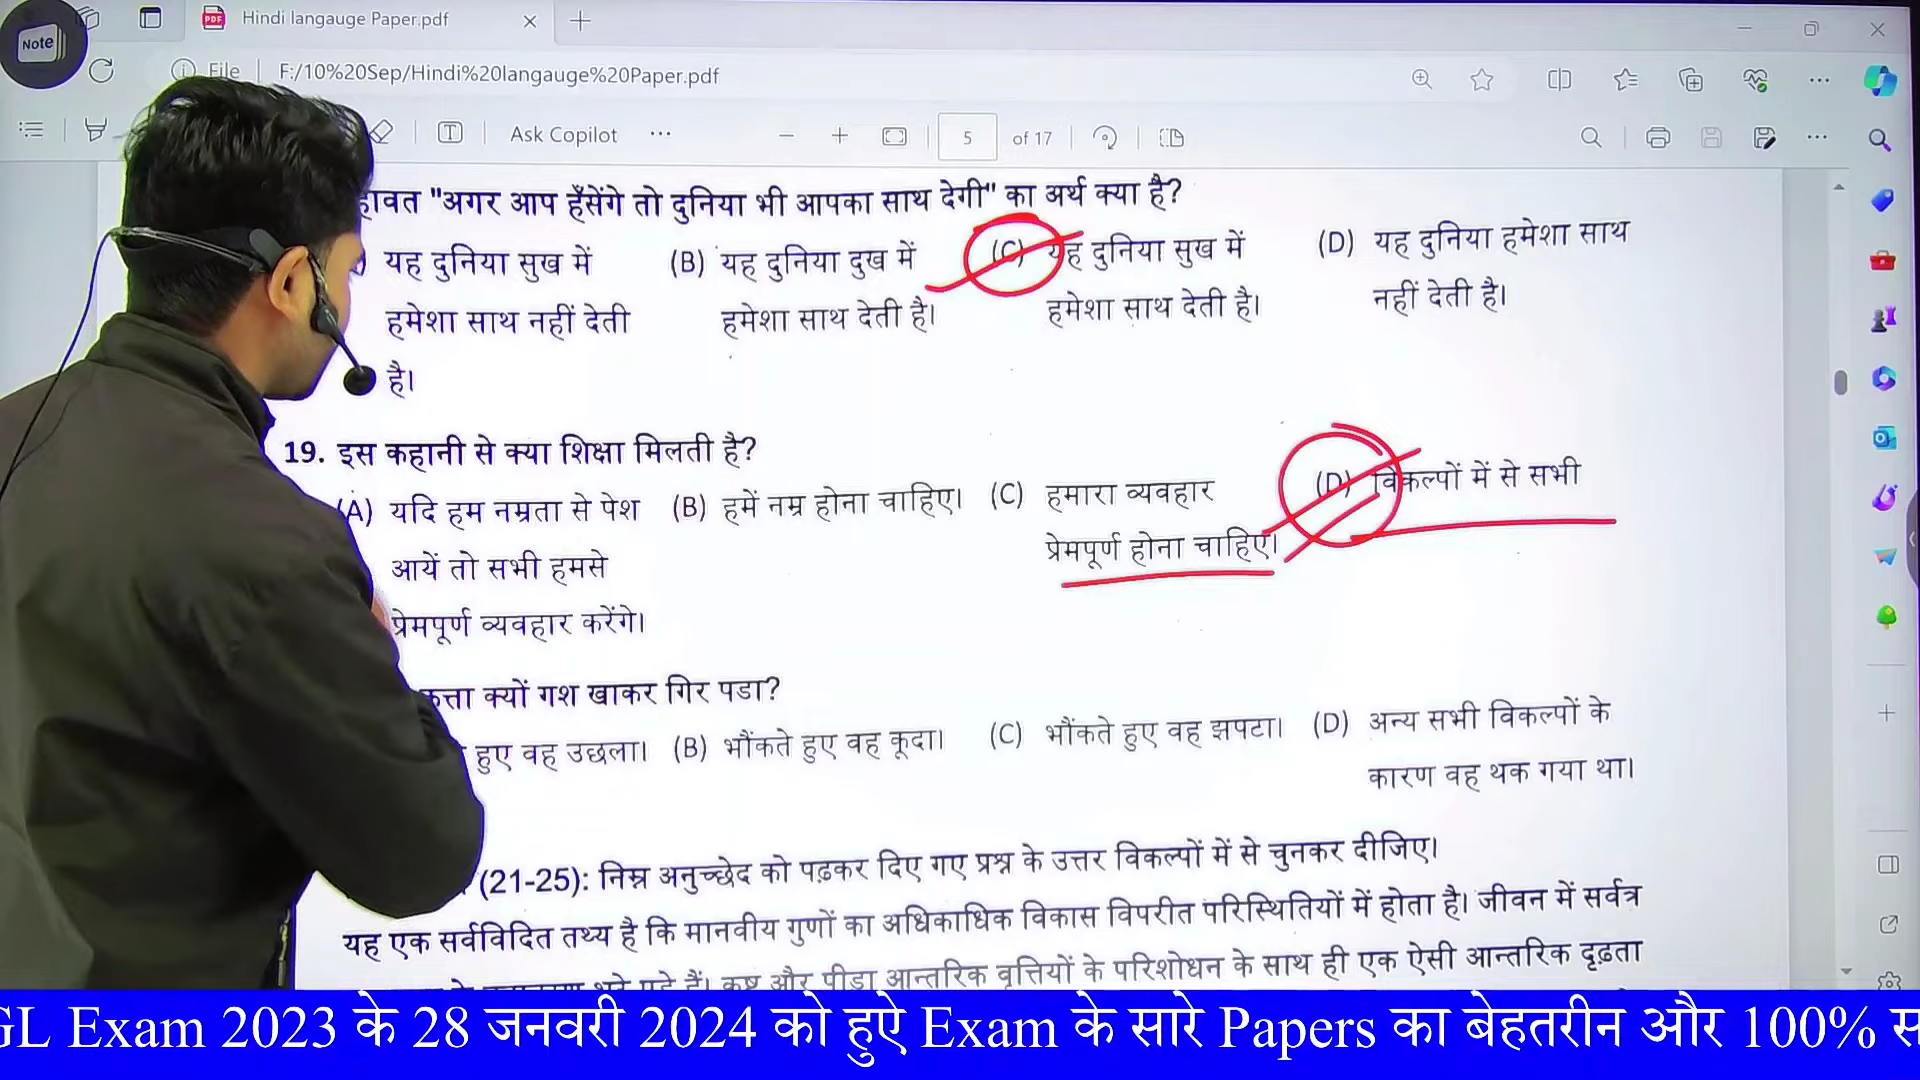 Note
Hindi langauge Paper.pdf
File
F:/10%20Sep/Hindi%20langauge%20Paper.pdf
Ask Copilot
5 of 17
"अगर आप हँसेंगे तो दुनिया भी आपका साथ देगी" का अर्थ क्या है?
यह दुनिया सुख में
हमेशा साथ नहीं देती
है।
(B) यह दुनिया दुख में
हमेशा साथ देती है।
(C) यह दुनिया सुख में
हमेशा साथ देती है।
(D) यह दुनिया हमेशा साथ
नहीं देती है।
19. इस कहानी से क्या शिक्षा मिलती है?
(A) यदि हम नम्रता से पेश
आयें तो सभी हमसे
प्रेमपूर्ण व्यवहार करेंगे।
(B) हमें नम्र होना चाहिए।
(C) हमारा व्यवहार
प्रेमपूर्ण होना चाहिए।
(D) विकल्पों में से सभी
क्यों गश खाकर गिर पडा?
हुए वह उछला।
(B) भौंकते हुए वह कूदा।
(C) भौंकते हुए वह झपटा।
(D) अन्य सभी विकल्पों के
कारण वह थक गया था।
(21-25): निम्न अनुच्छेद को पढ़कर दिए गए प्रश्न के उत्तर विकल्पों में से चुनकर दीजिए।
यह एक सर्वविदित तथ्य है कि मानवीय गुणों का अधिकाधिक विकास विपरीत परिस्थितियों में होता है। जीवन में सर्वत्र
कष्ट और पीड़ा आन्तरिक वृत्तियों के परिशोधन के साथ ही एक ऐसी आन्तरिक दृढ़ता
GL Exam 2023 के 28 जनवरी 2024 को हुऐ Exam के सारे Papers का बेहतरीन और 100%